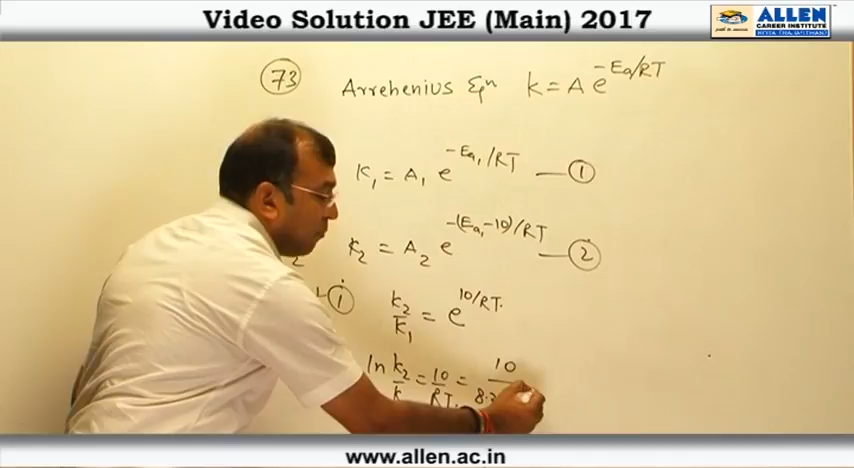 Video Solution JEE (Main) 2017
ALLEN
CAREER INSTITUTE
KOTA (RAJASTHAN)
73 Arrehenius Eqⁿ k = A e^-Ea/RT
K₁ = A₁ e^-Ea₁/RT — 1
k₂ = A₂ e^-(Ea₁-10)/RT — 2
1 k₂/K₁ = e^10/RT.
ln k₂/k = 10/RT. = 10/8.
www.allen.ac.in